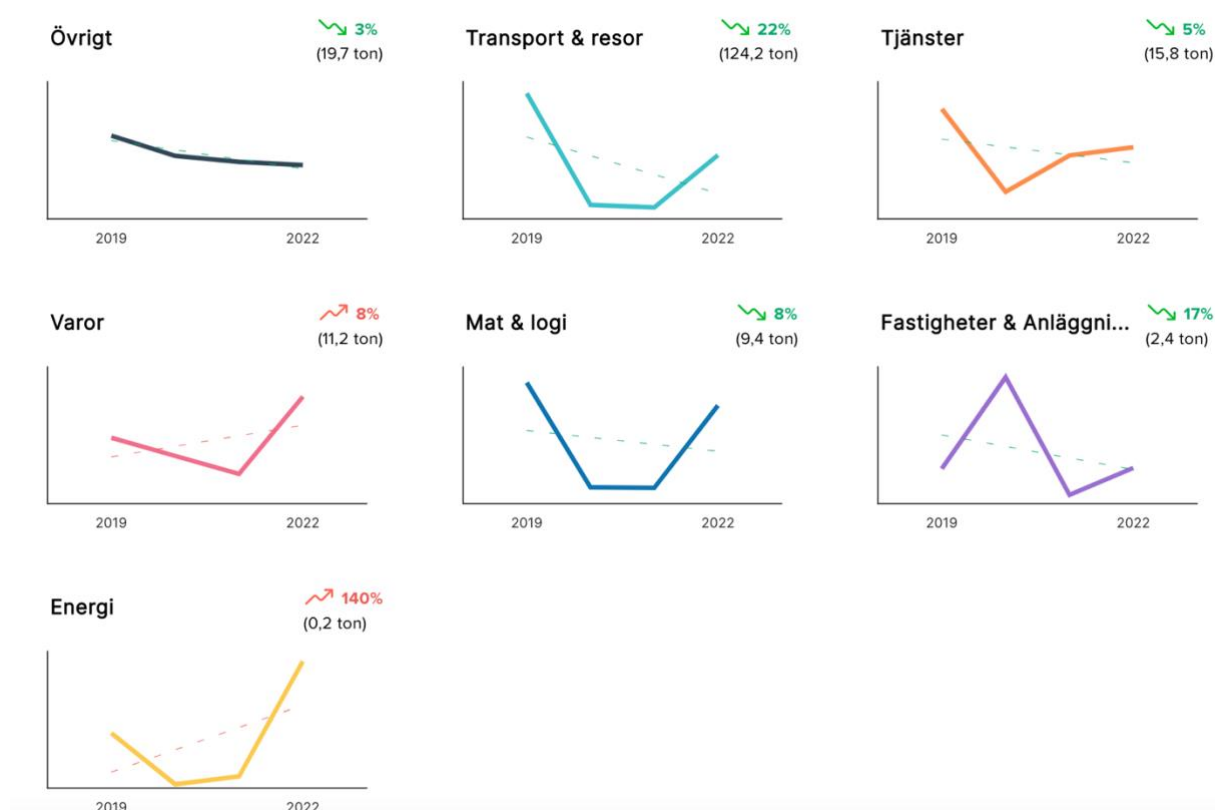 Övrigt
3%
(19,7 ton)
2019
2022
Transport & resor
22%
(124,2 ton)
2019
2022
Tjänster
5%
(15,8 ton)
2019
2022
Varor
8%
(11,2 ton)
2019
2022
Mat & logi
8%
(9,4 ton)
2019
2022
Fastigheter & Anläggni...
17%
(2,4 ton)
2019
2022
Energi
140%
(0,2 ton)
2019
2022